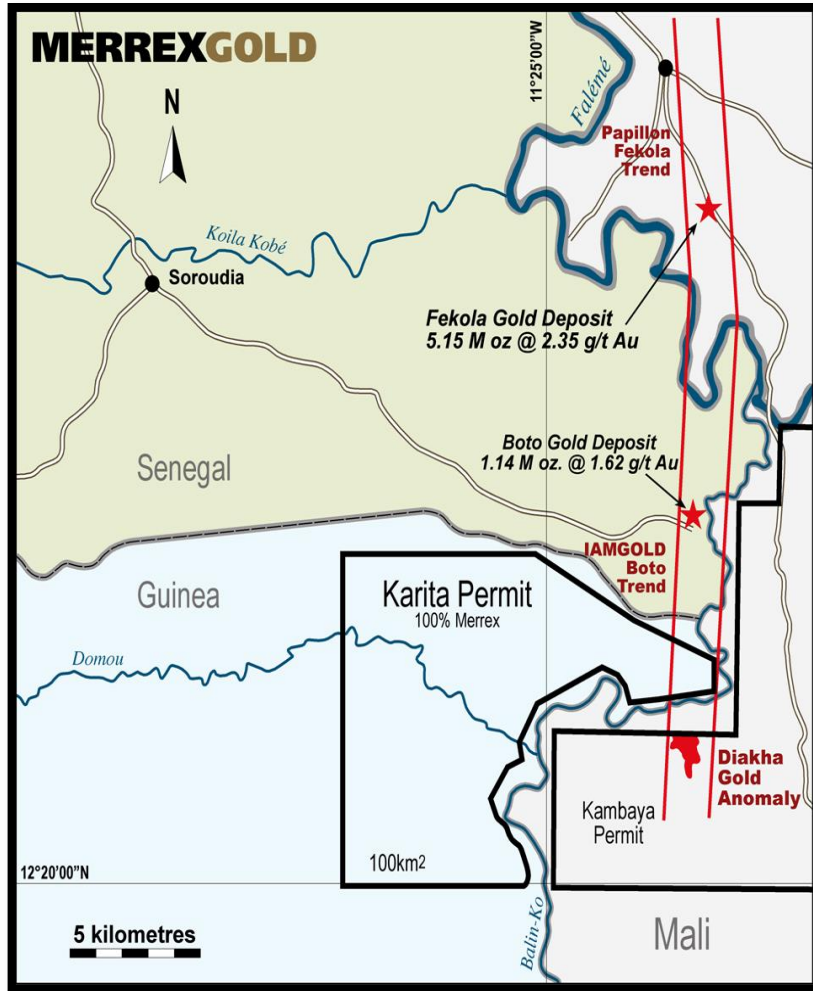 MERREXGOLD
11°25'00"W
N
Falémé
Papillon
Fekola
Trend
Koila Kobé
Soroudia
Fekola Gold Deposit
5.15 M oz @ 2.35 g/t Au
Boto Gold Deposit
1.14 M oz. @ 1.62 g/t Au
Senegal
IAMGOLD
Boto
Trend
Guinea
Karita Permit
100% Merrex
Domou
Diakha
Gold
Anomaly
Kambaya
Permit
100km2
12°20'00"N
Balin-Ko
5 kilometres
Mali